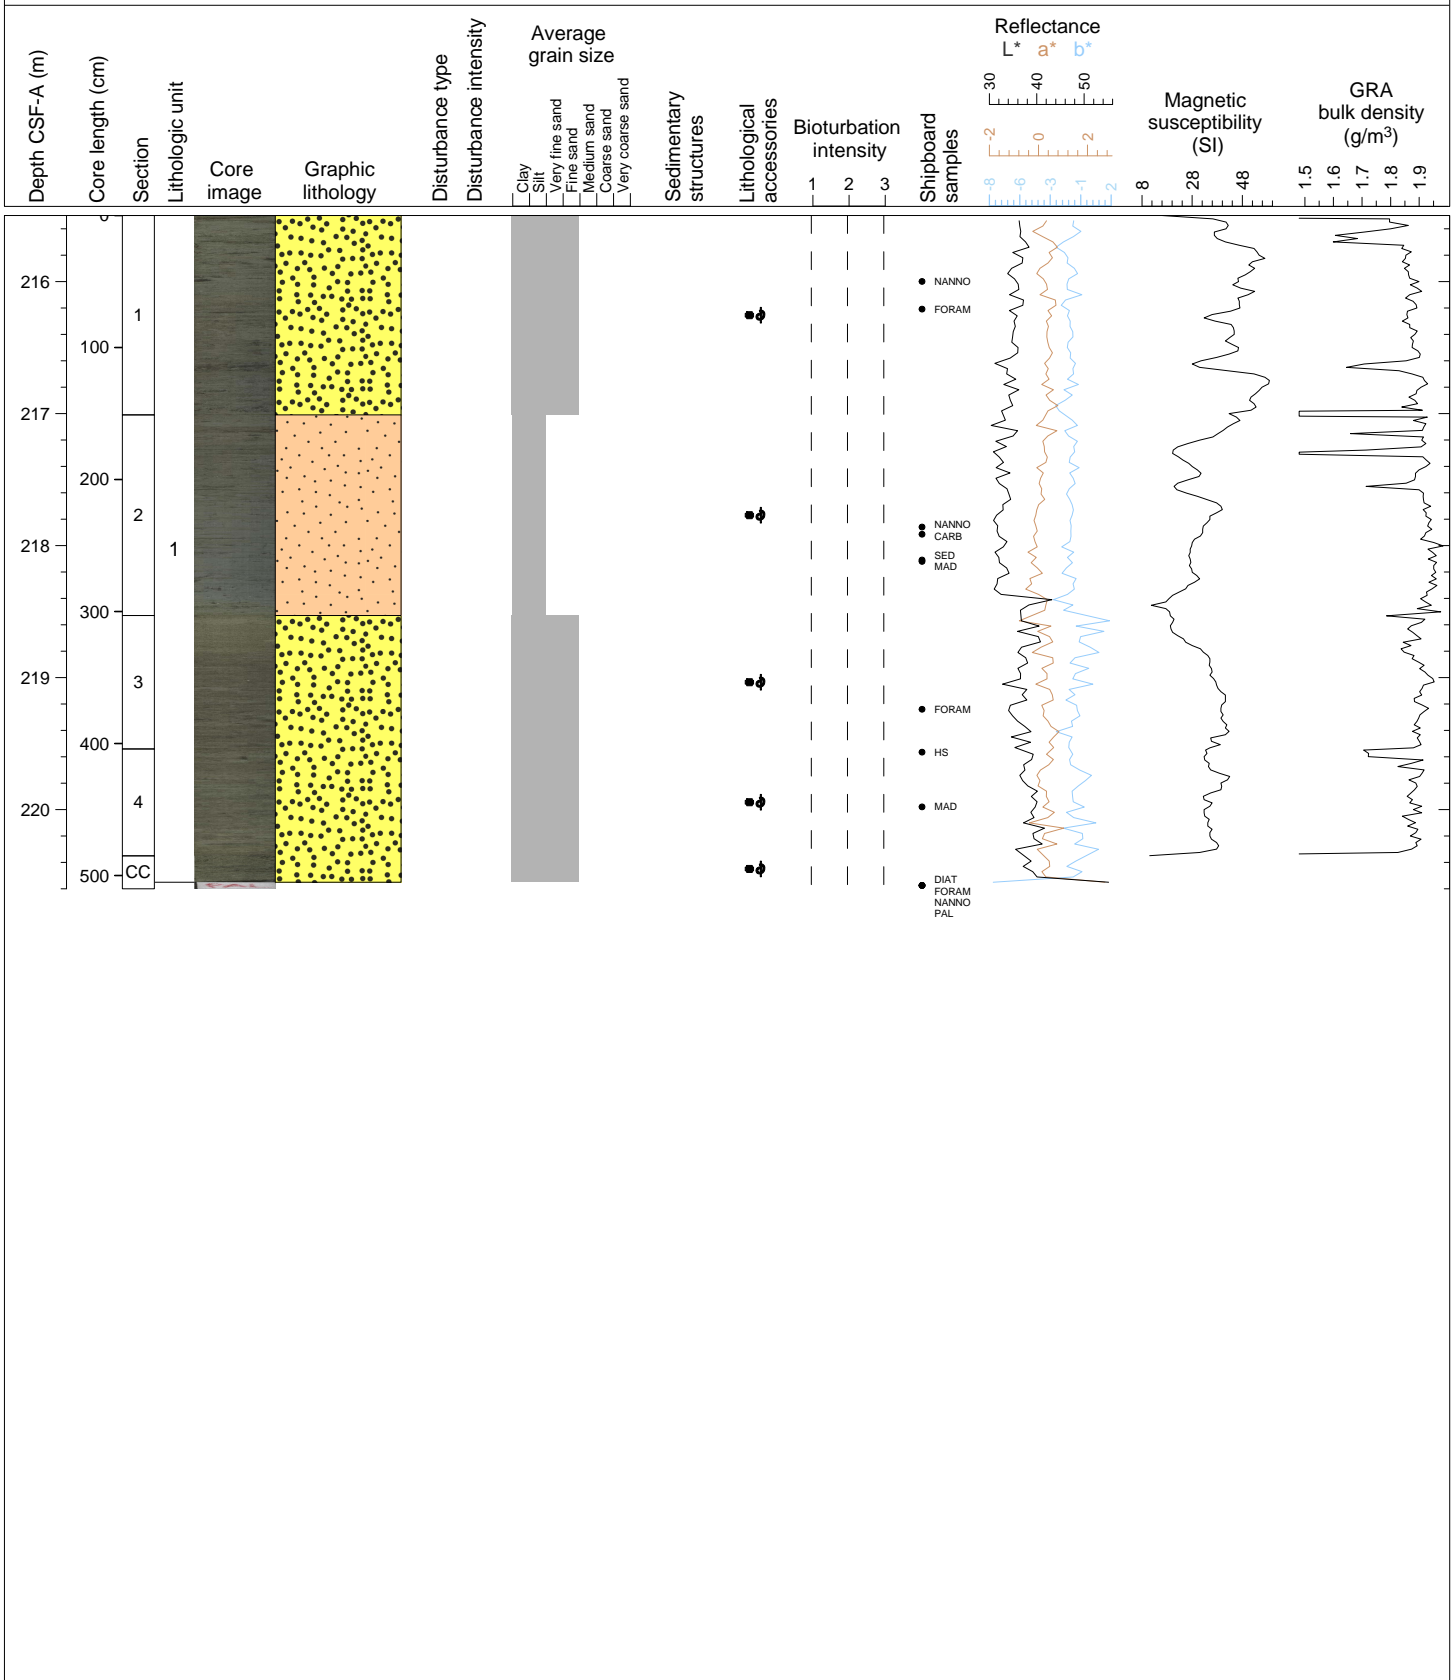 Depth CSF-A (m)
Core length (cm)
Section
Lithologic unit
Core
image
Graphic
lithology
Disturbance type
Disturbance intensity
Average
grain size
Clay
Silt
Very fine sand
Fine sand
Medium sand
Coarse sand
Very coarse sand
Sedimentary
structures
Lithological
accessories
Bioturbation
intensity
1 2 3
Shipboard
samples
Reflectance
L* a* b*
30 40 50
-2 0 2
-8 -6 -3 -1 2
Magnetic
susceptibility
(SI)
8 28 48
GRA
bulk density
(g/m³)
1.5 1.6 1.7 1.8 1.9
0
216
NANNO
FORAM
1
100
217
200
2
NANNO
CARB
218
1
SED
MAD
300
219
3
FORAM
400
HS
220
4
MAD
500
CC
DIAT
FORAM
NANNO
PAL
PAL